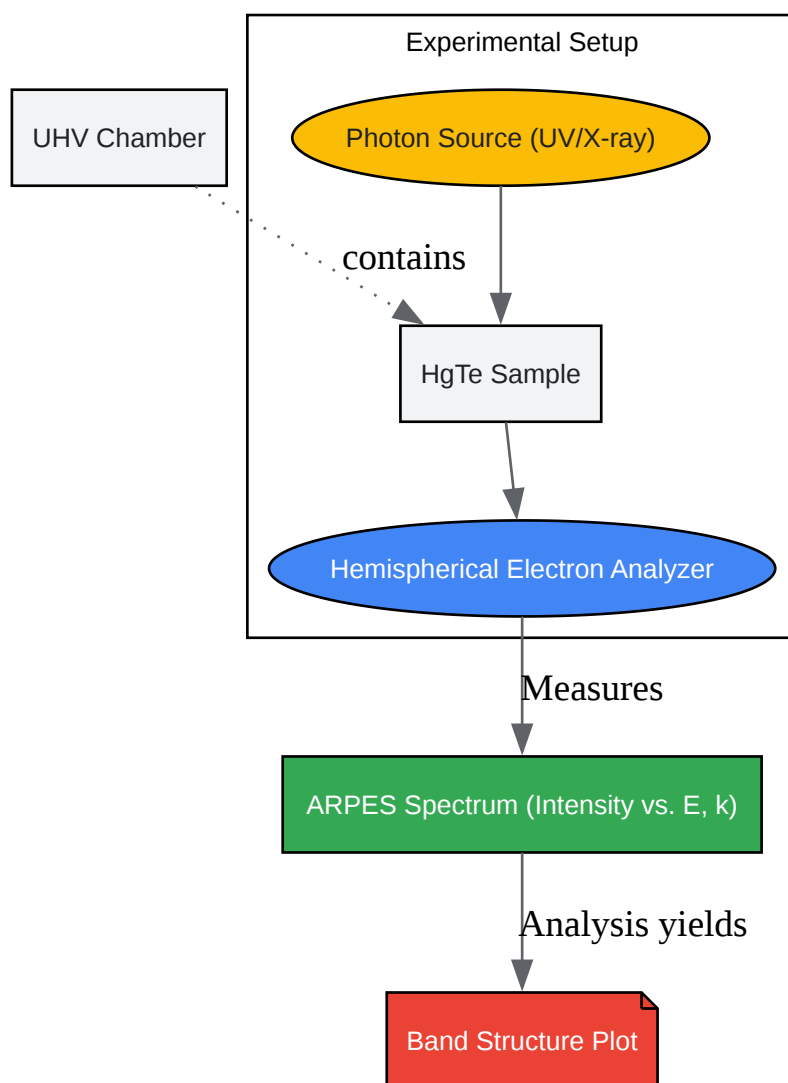 Experimental Setup
UHV Chamber
Photon Source (UV/X-ray)
contains
HgTe Sample
Hemispherical Electron Analyzer
Measures
ARPES Spectrum (Intensity vs. E, k)
Analysis yields
Band Structure Plot